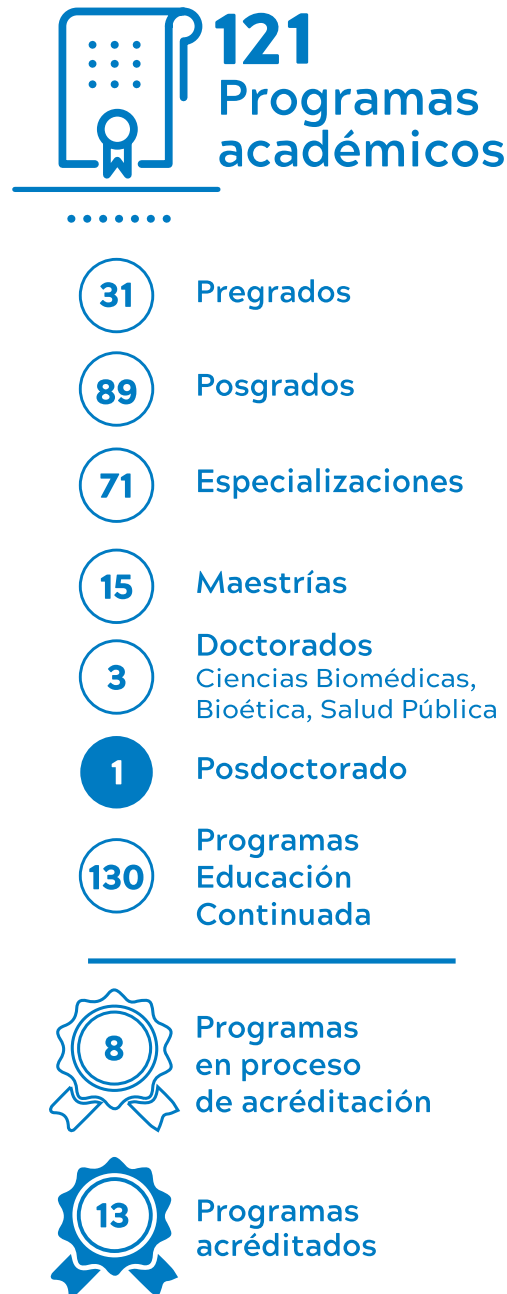 121
Programas
académicos
31 Pregrados
89 Posgrados
71 Especializaciones
15 Maestrías
3 Doctorados
Ciencias Biomédicas,
Bioética, Salud Pública
1 Posdoctorado
130 Programas
Educación
Continuada
8 Programas
en proceso
de acréditación
13 Programas
acréditados